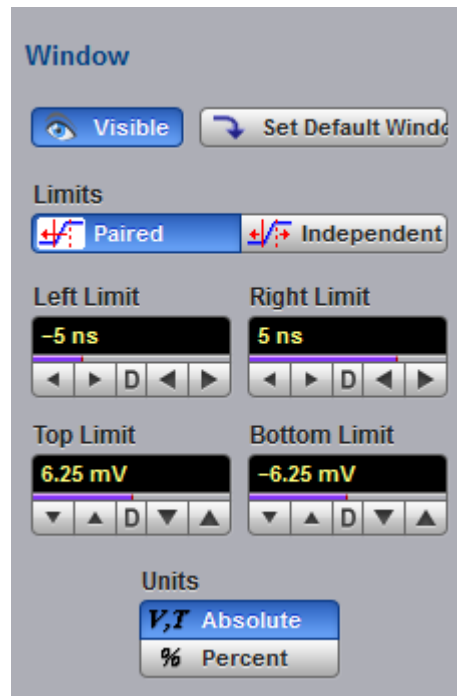 Window
Visible
Set Default Windo
Limits
Paired
Independent
Left Limit
Right Limit
−5 ns
5 ns
D
D
Top Limit
Bottom Limit
6.25 mV
−6.25 mV
D
D
Units
V,T Absolute
% Percent